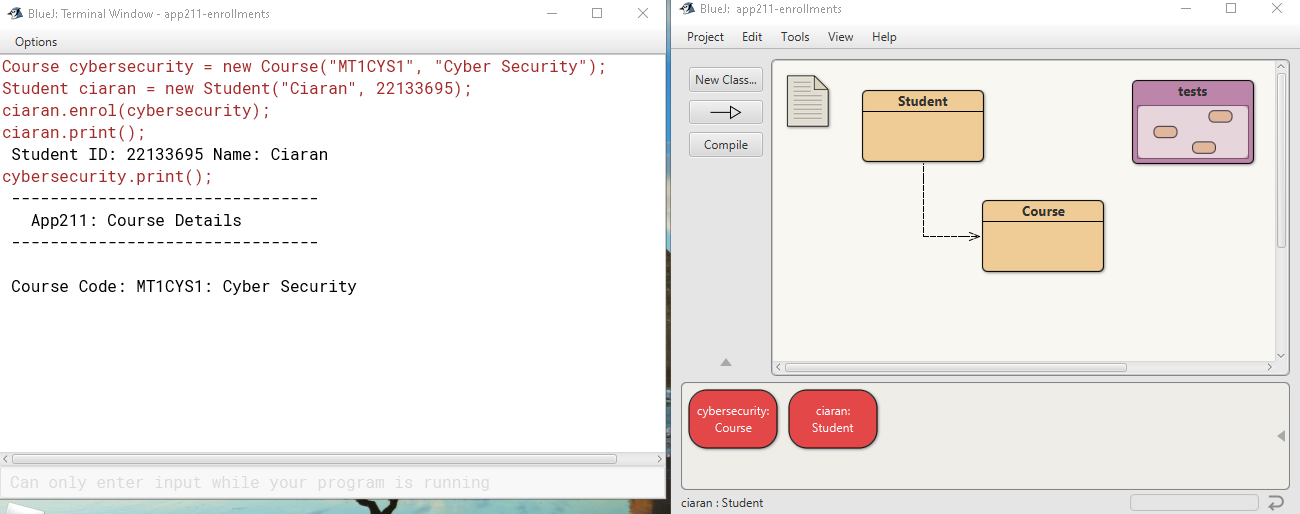 BlueJ: Terminal Window - app211-enrollments
Options
Course cybersecurity = new Course("MT1CYS1", "Cyber Security");
Student ciaran = new Student("Ciaran", 22133695);
ciaran.enrol(cybersecurity);
ciaran.print();
Student ID: 22133695 Name: Ciaran
cybersecurity.print();
--------------------------------
App211: Course Details
--------------------------------
Course Code: MT1CYS1: Cyber Security
Can only enter input while your program is running
BlueJ: app211-enrollments
Project Edit Tools View Help
New Class...
Compile
Student
tests
Course
cybersecurity:
Course
ciaran:
Student
ciaran : Student